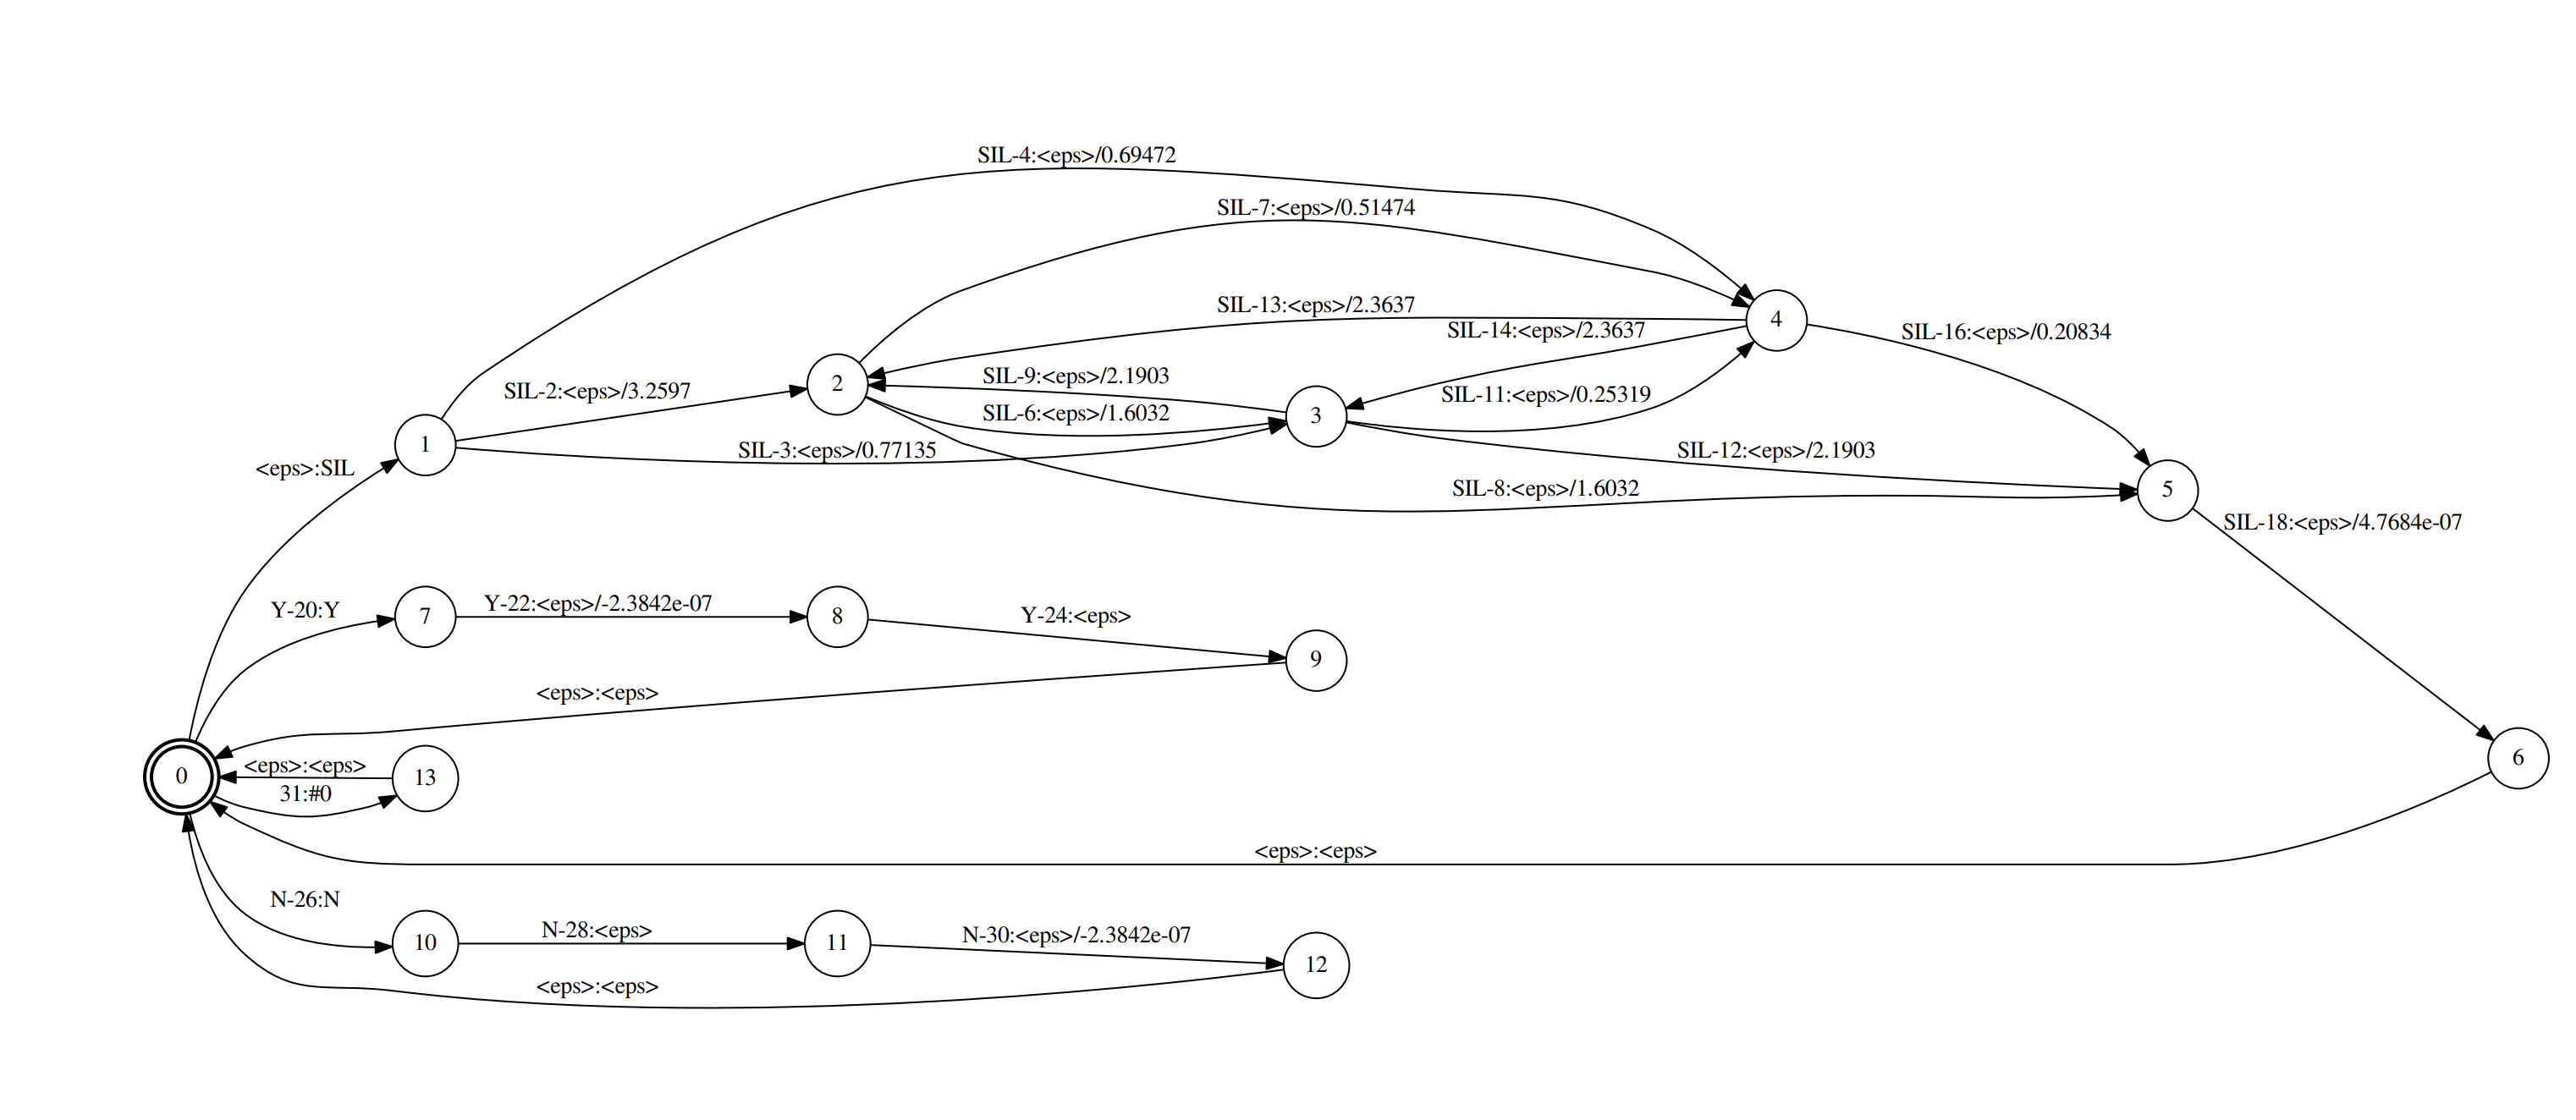 SIL-4:<eps>/0.69472
SIL-7:<eps>/0.51474
SIL-13:<eps>/2.3637
4
SIL-14:<eps>/2.3637
SIL-16:<eps>/0.20834
SIL-9:<eps>/2.1903
2
SIL-2:<eps>/3.2597
SIL-11:<eps>/0.25319
SIL-6:<eps>/1.6032
3
1
SIL-3:<eps>/0.77135
SIL-12:<eps>/2.1903
<eps>:SIL
SIL-8:<eps>/1.6032
5
SIL-18:<eps>/4.7684e-07
Y-20:Y
7
Y-22:<eps>/-2.3842e-07
8
Y-24:<eps>
9
<eps>:<eps>
6
<eps>:<eps>
0
13
31:#0
<eps>:<eps>
N-26:N
10
N-28:<eps>
11
N-30:<eps>/-2.3842e-07
12
<eps>:<eps>